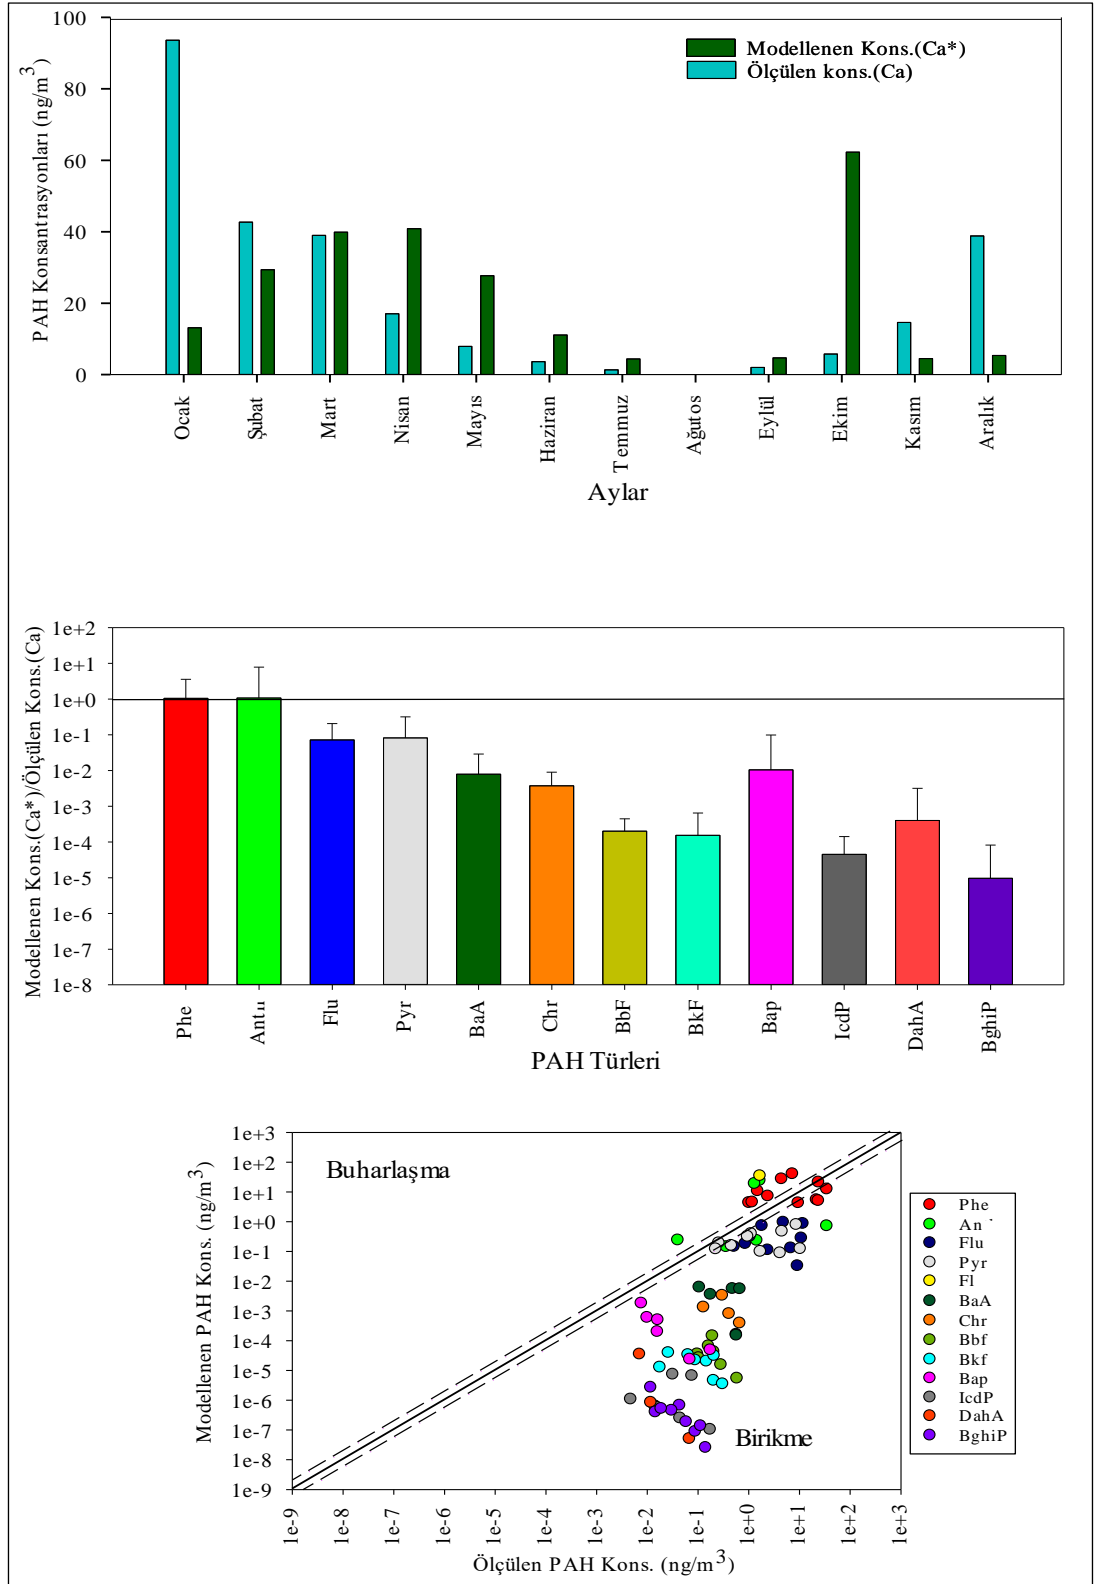 PAH Konsantrasyonları (ng/m³)
100
80
60
40
20
0
Modellenen Kons.(Ca*)
Ölçülen kons.(Ca)
Ocak
Şubat
Mart
Nisan
Mayıs
Haziran
Temmuz
Ağutos
Eylül
Ekim
Kasım
Aralık
Aylar
Modellenen Kons.(Ca*)/Ölçülen Kons.(Ca)
1e+2
1e+1
1e+0
1e-1
1e-2
1e-3
1e-4
1e-5
1e-6
1e-7
1e-8
Phe
Flu
Pyr
BaA
Chr
BbF
BkF
Bap
IcdP
DahA
BghiP
PAH Türleri
Modellenen PAH Kons. (ng/m³)
1e+3
1e+2
1e+1
1e+0
1e-1
1e-2
1e-3
1e-4
1e-5
1e-6
1e-7
1e-8
1e-9
Buharlaşma
Birikme
Phe
Flu
Pyr
Fl
BaA
Chr
Bbf
Bkf
Bap
IcdP
DahA
BghiP
1e-9
1e-8
1e-7
1e-6
1e-5
1e-4
1e-3
1e-2
1e-1
1e+0
1e+1
1e+2
1e+3
Ölçülen PAH Kons. (ng/m³)